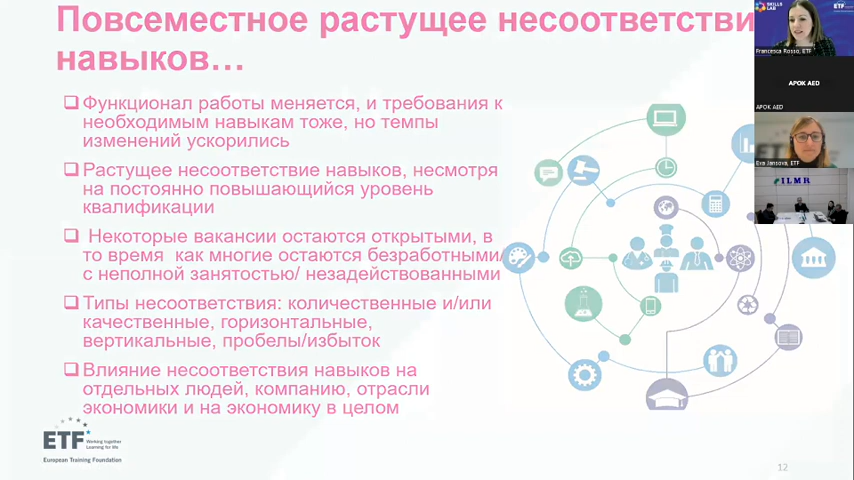 Повсеместное растущее несоответстви
навыков...
Функционал работы меняется, и требования к
необходимым навыкам тоже, но темпы
изменений ускорились
Растущее несоответствие навыков, несмотря
на постоянно повышающийся уровень
квалификации
Некоторые вакансии остаются открытыми, в
то время как многие остаются безработными/
с неполной занятостью/ незадействованными
Типы несоответствия: количественные и/или
качественные, горизонтальные,
вертикальные, пробелы/избыток
Влияние несоответствия навыков на
отдельных людей, компанию, отрасли
экономики и на экономику в целом
ETF
Working together
Learning for life
European Training Foundation
12
SKILLS
LAB
ETF
Francesca Rosso, ETF
APOK AED
APOK AED
Eva Jansova, ETF
ILMR